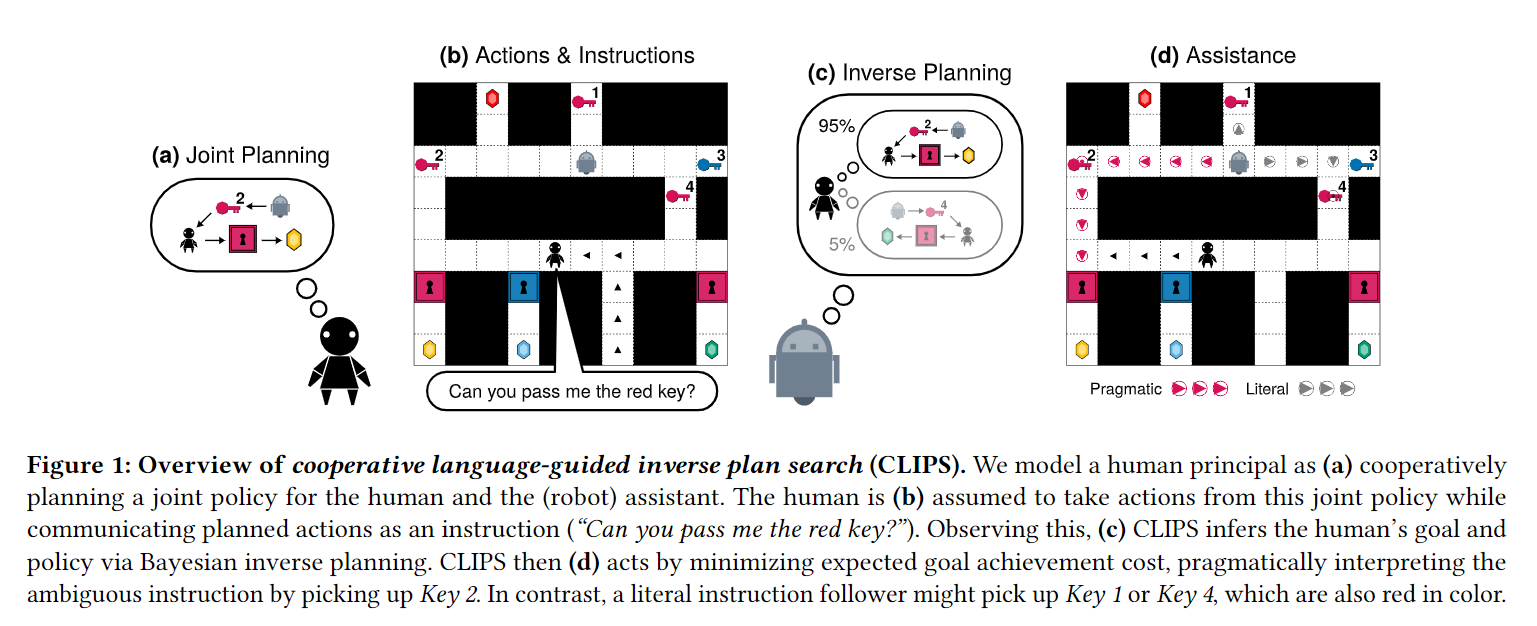 (b) Actions & Instructions
(d) Assistance
(c) Inverse Planning
(a) Joint Planning
2
1
2
3
4
Can you pass me the red key?
95%
2
4
5%
1
2
3
4
Pragmatic
Literal
Figure 1: Overview of cooperative language-guided inverse plan search (CLIPS). We model a human principal as (a) cooperatively
planning a joint policy for the human and the (robot) assistant. The human is (b) assumed to take actions from this joint policy while
communicating planned actions as an instruction (“Can you pass me the red key?”). Observing this, (c) CLIPS infers the human’s goal and
policy via Bayesian inverse planning. CLIPS then (d) acts by minimizing expected goal achievement cost, pragmatically interpreting the
ambiguous instruction by picking up Key 2. In contrast, a literal instruction follower might pick up Key 1 or Key 4, which are also red in color.